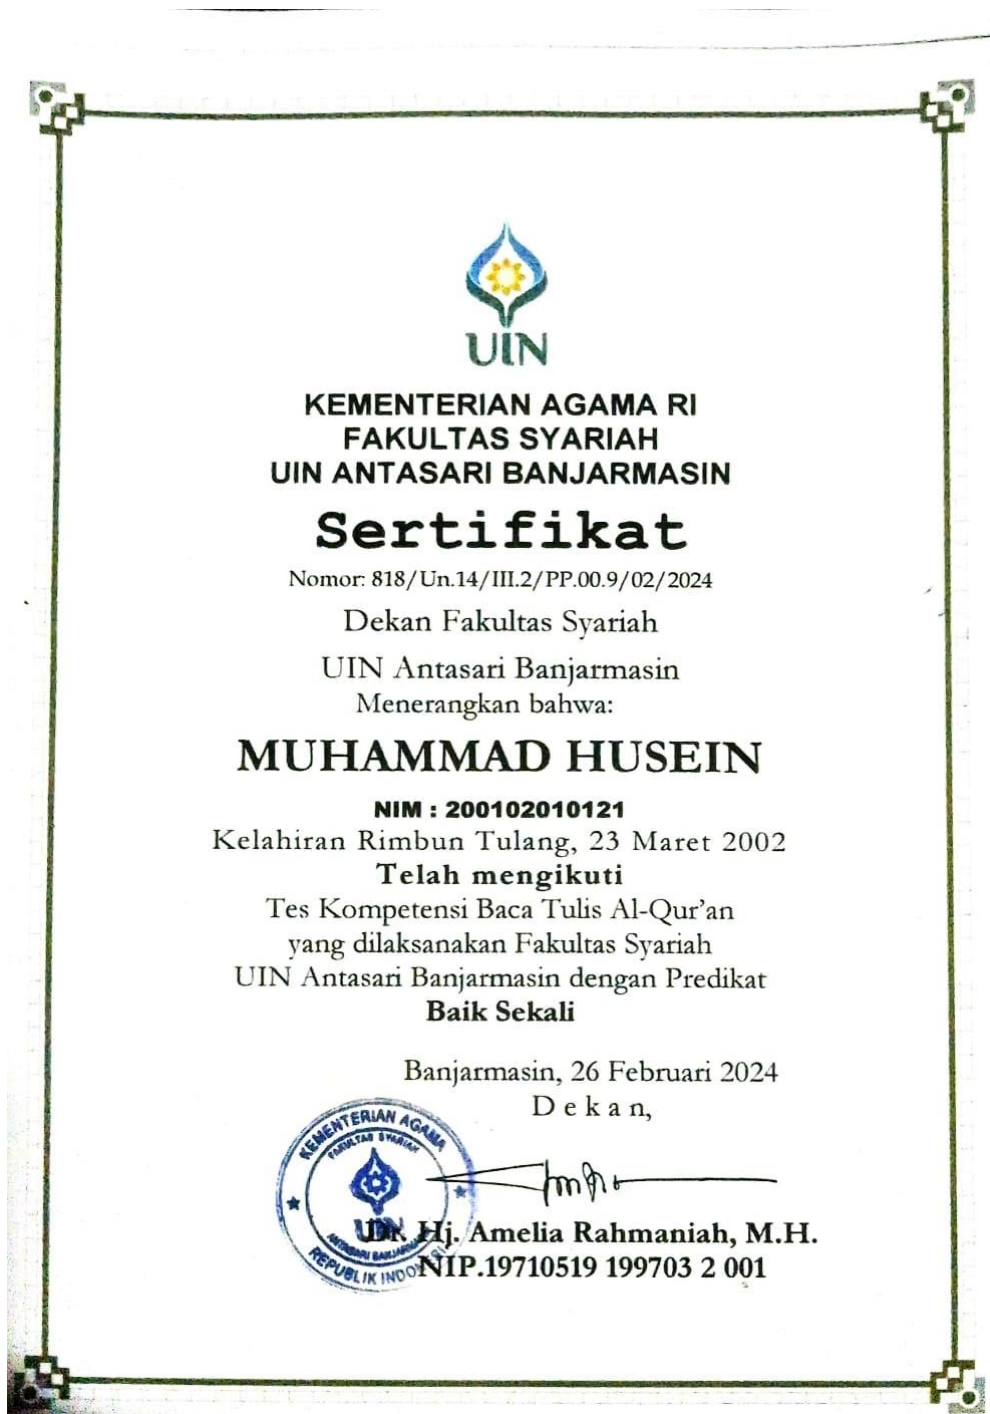 UIN
KEMENTERIAN AGAMA RI
FAKULTAS SYARIAH
UIN ANTASARI BANJARMASIN
Sertifikat
Nomor: 818/Un.14/III.2/PP.00.9/02/2024
Dekan Fakultas Syariah
UIN Antasari Banjarmasin
Menerangkan bahwa:
MUHAMMAD HUSEIN
NIM : 200102010121
Kelahiran Rimbun Tulang, 23 Maret 2002
Telah mengikuti
Tes Kompetensi Baca Tulis Al-Qur'an
yang dilaksanakan Fakultas Syariah
UIN Antasari Banjarmasin dengan Predikat
Baik Sekali
Banjarmasin, 26 Februari 2024
D e k a n,
KEMENTERIAN AGAMA
FAKULTAS SYARIAH
UIN
ANTASARI BANJARMASIN
REPUBLIK INDONESIA
Dr. Hj. Amelia Rahmaniah, M.H.
NIP.19710519 199703 2 001